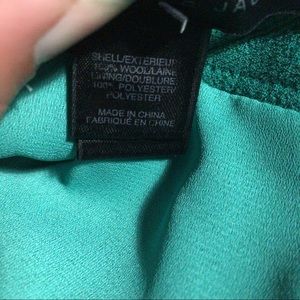 SHELL/EXTERIEUR
100% WOOL/LAINE
LINING/DOUBLURE
100% POLYESTER/
POLYESTER
MADE IN CHINA
FABRIQUÉ EN CHINE